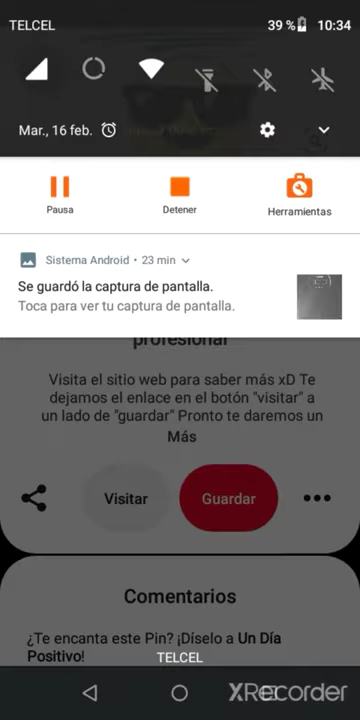 TELCEL 39 % 10:34
Mar., 16 feb.
Pausa Detener Herramientas
Sistema Android • 23 min
Se guardó la captura de pantalla.
Toca para ver tu captura de pantalla.
profesional
Visita el sitio web para saber más xD Te
dejamos el enlace en el botón "visitar" a
un lado de "guardar" Pronto te daremos un
Más
Visitar Guardar
Comentarios
¿Te encanta este Pin? ¡Díselo a Un Día
Positivo!
TELCEL
XRecorder